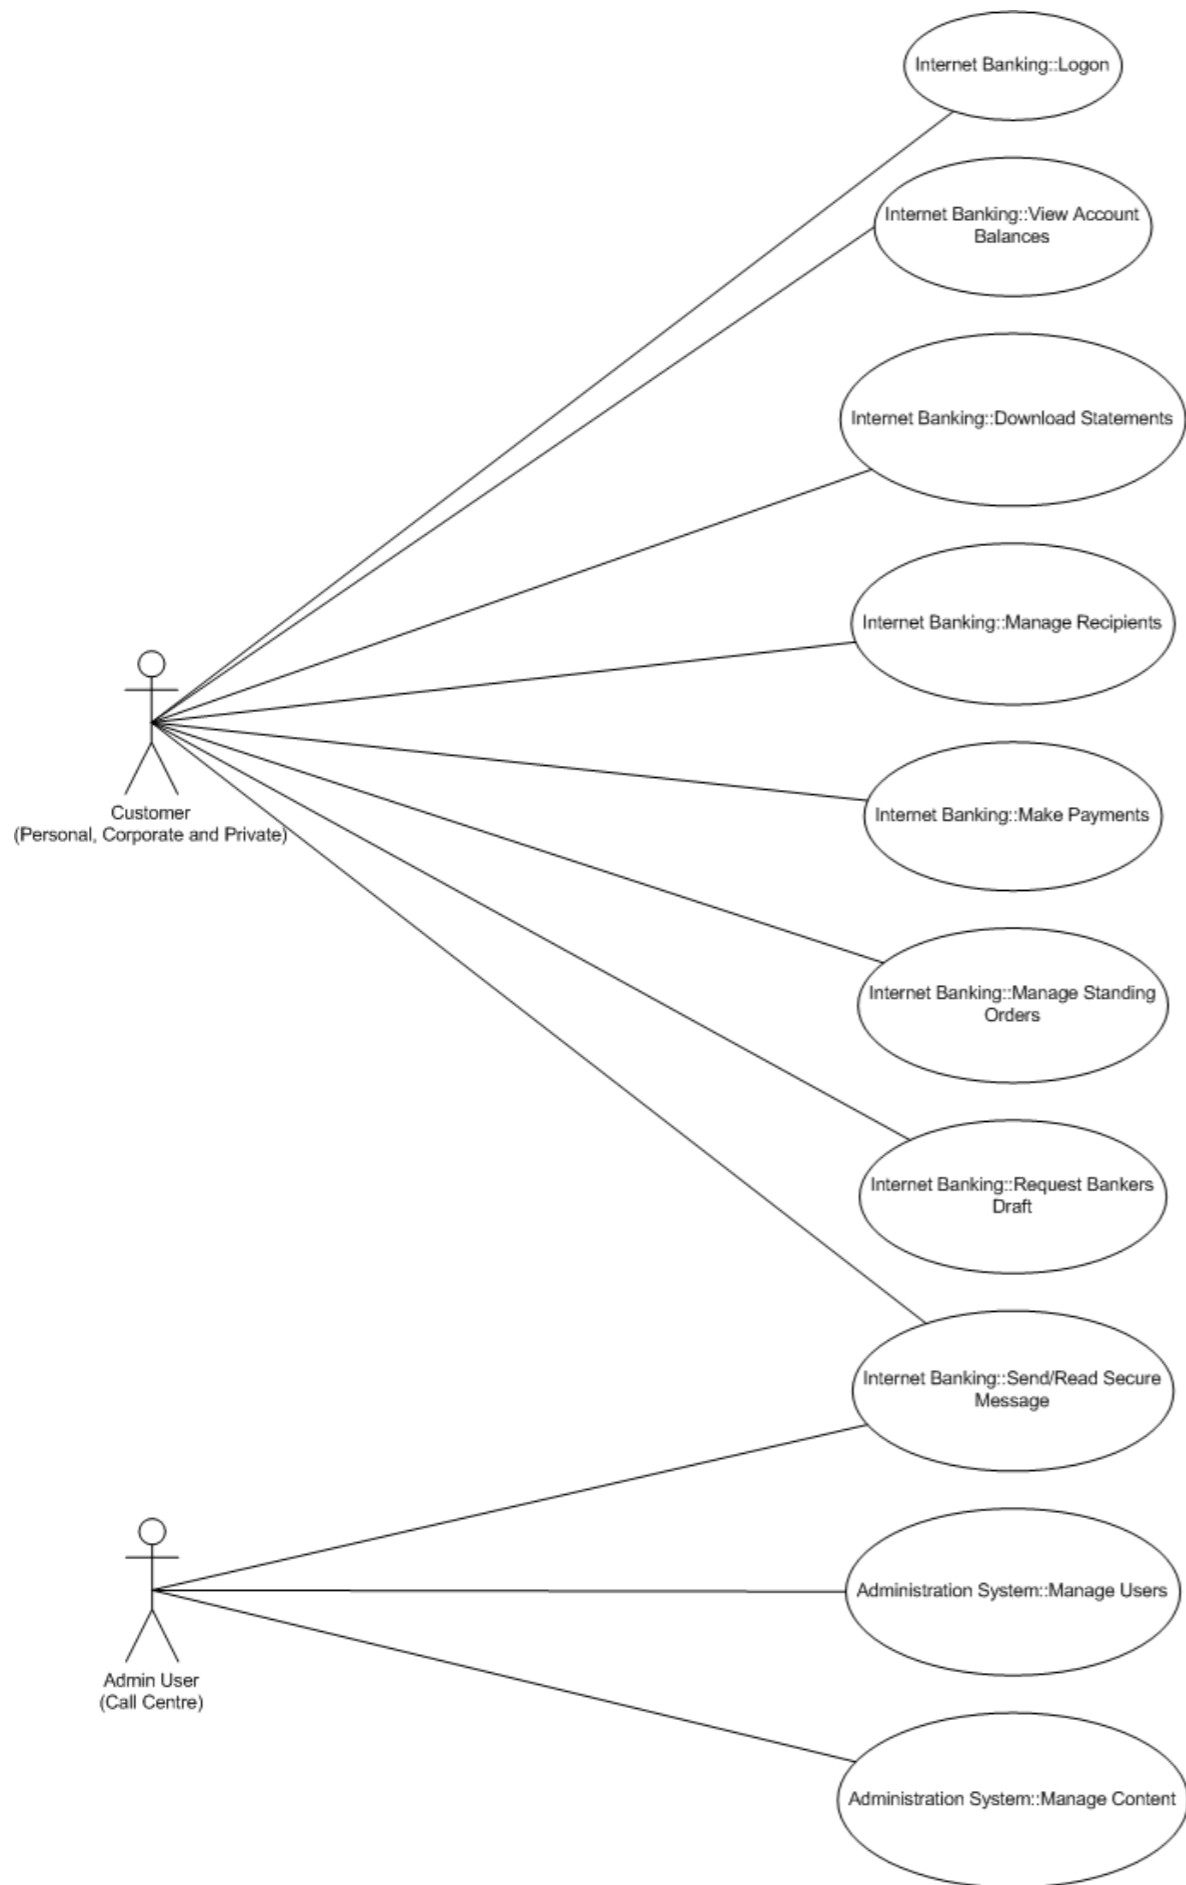 Internet Banking::Logon
Internet Banking::View Account
Balances
Internet Banking::Download Statements
Internet Banking::Manage Recipients
Customer
(Personal, Corporate and Private)
Internet Banking::Make Payments
Internet Banking::Manage Standing
Orders
Internet Banking::Request Bankers
Draft
Internet Banking::Send/Read Secure
Message
Administration System::Manage Users
Admin User
(Call Centre)
Administration System::Manage Content